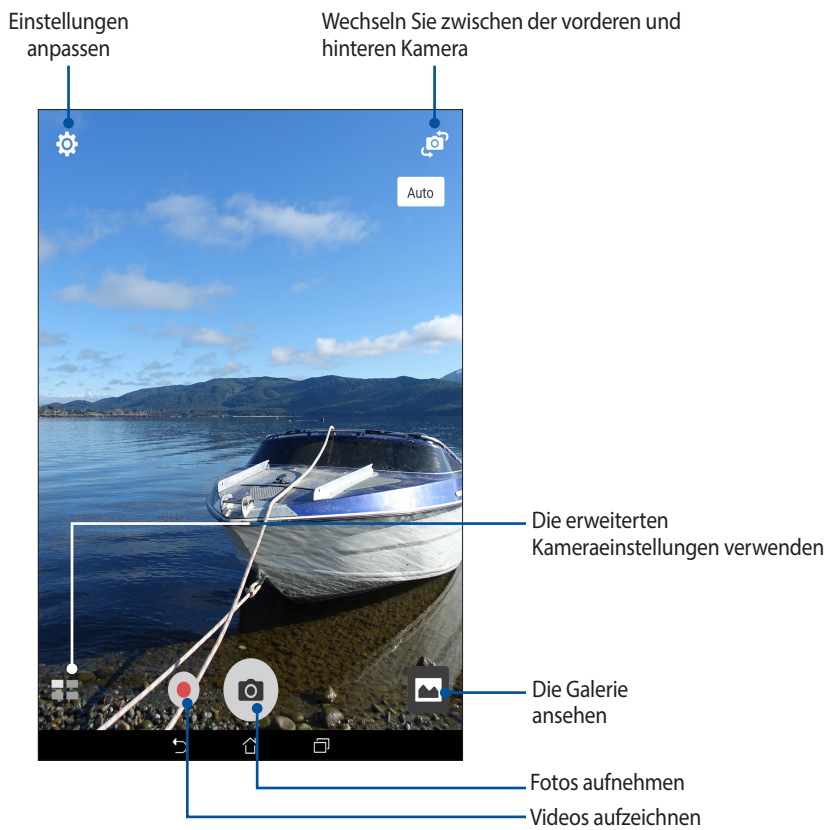 Einstellungen
anpassen
Wechseln Sie zwischen der vorderen und
hinteren Kamera
Auto
Die erweiterten
Kameraeinstellungen verwenden
Die Galerie
ansehen
Fotos aufnehmen
Videos aufzeichnen